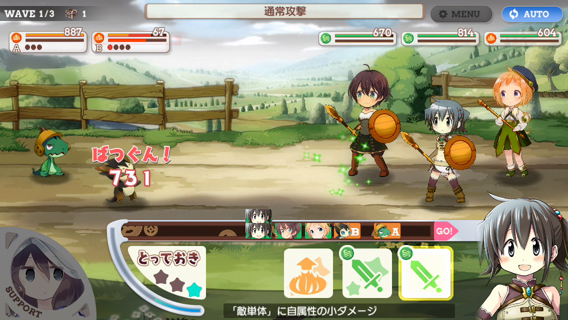 WAVE 1/3 1
通常攻撃
MENU
AUTO
887
67
670
814
604
A
B
ばつぐん!
731
B
A
GO!
とっておき
SUPPORT
「敵単体」に自属性の小ダメージ